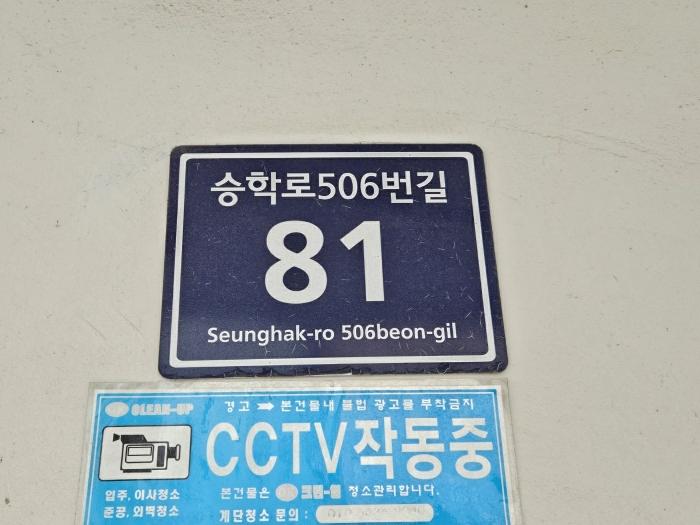 승학로506번길
81
Seunghak-ro 506beon-gil
CLEAN-UP 경고 ➡ 본건물내 불법 광고물 부착금지
CCTV작동중
입주, 이사청소
준공, 외벽청소
본건물은 청소관리합니다.
계단청소 문의 :